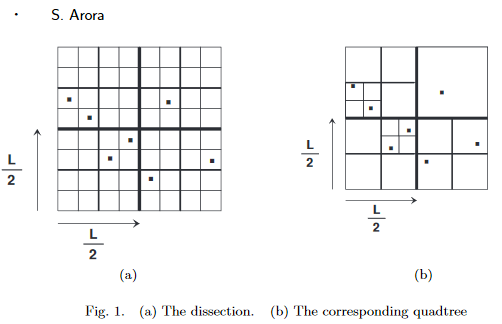 · S. Arora
L
2
L
2
L
2
L
2
(a)
(b)
Fig. 1. (a) The dissection. (b) The corresponding quadtree